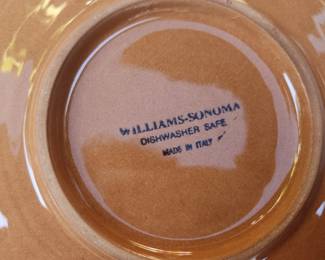 WILLIAMS-SONOMA
DISHWASHER SAFE
MADE IN ITALY